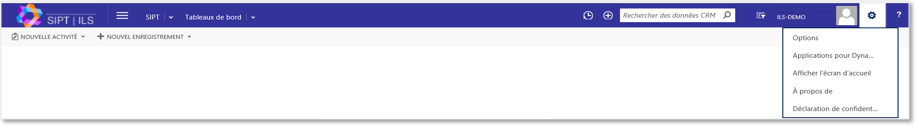 SIPT | ILS SIPT Tableaux de bord Rechercher des données CRM ILS-DEMO ?
NOUVELLE ACTIVITÉ NOUVEL ENREGISTREMENT
Options
Applications pour Dyna...
Afficher l'écran d'accueil
À propos de
Déclaration de confident...